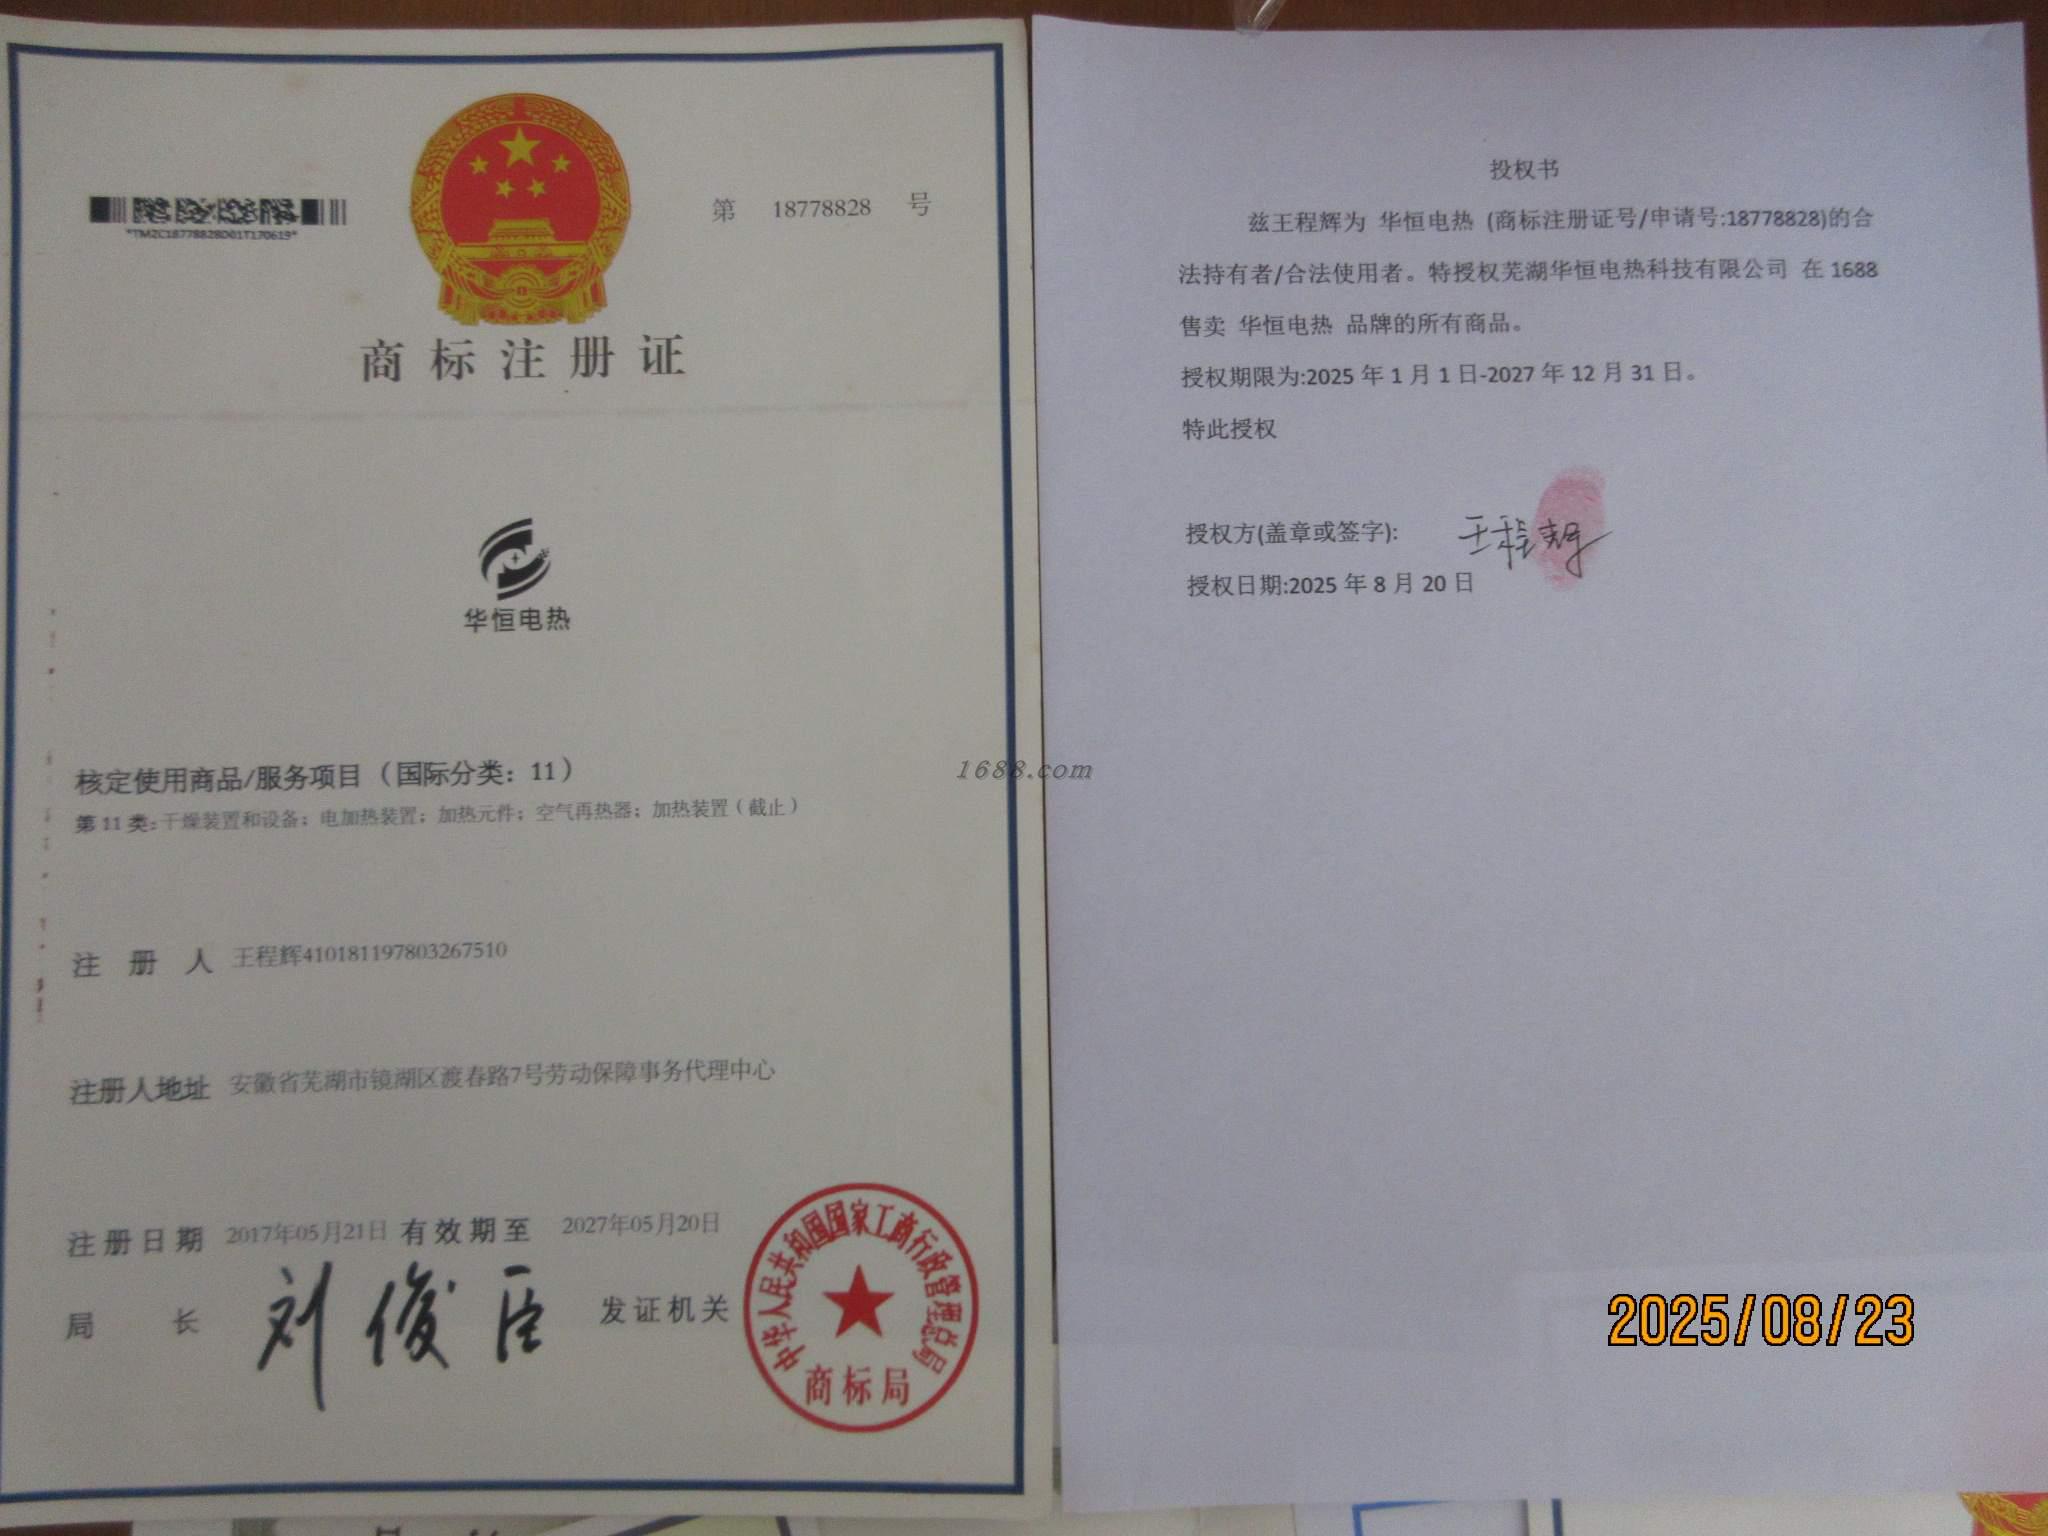 *TMZC18778828D01T170619*
第 18778828 号
商标注册证
华恒电热
核定使用商品/服务项目（国际分类：11）
第11类：干燥装置和设备；电加热装置；加热元件；空气再热器；加热装置（截止）
注册人 王程辉410181197803267510
注册人地址 安徽省芜湖市镜湖区渡春路7号劳动保障事务代理中心
注册日期 2017年05月21日 有效期至 2027年05月20日
局长 刘俊臣 发证机关
中华人民共和国国家工商行政管理总局
商标局
授权书
兹王程辉为 华恒电热 (商标注册证号/申请号:18778828)的合
法持有者/合法使用者。特授权芜湖华恒电热科技有限公司 在 1688
售卖 华恒电热 品牌的所有商品。
授权期限为:2025 年 1 月 1 日-2027 年 12 月 31 日。
特此授权
授权方(盖章或签字): 王程辉
授权日期:2025 年 8 月 20 日
1688.com
2025/08/23